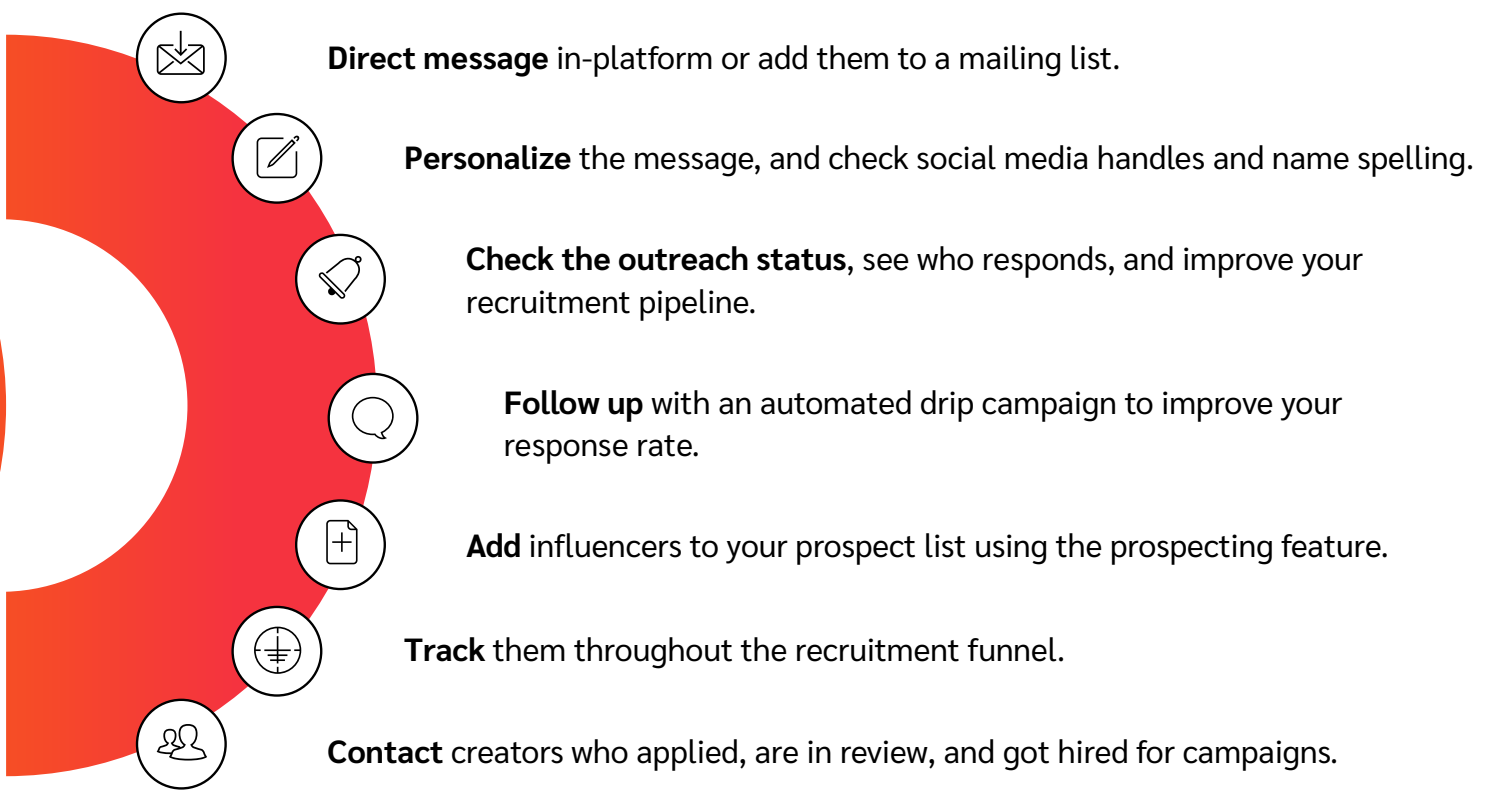 Direct message in-platform or add them to a mailing list.
Personalize the message, and check social media handles and name spelling.
Check the outreach status, see who responds, and improve your
recruitment pipeline.
Follow up with an automated drip campaign to improve your
response rate.
Add influencers to your prospect list using the prospecting feature.
Track them throughout the recruitment funnel.
Contact creators who applied, are in review, and got hired for campaigns.